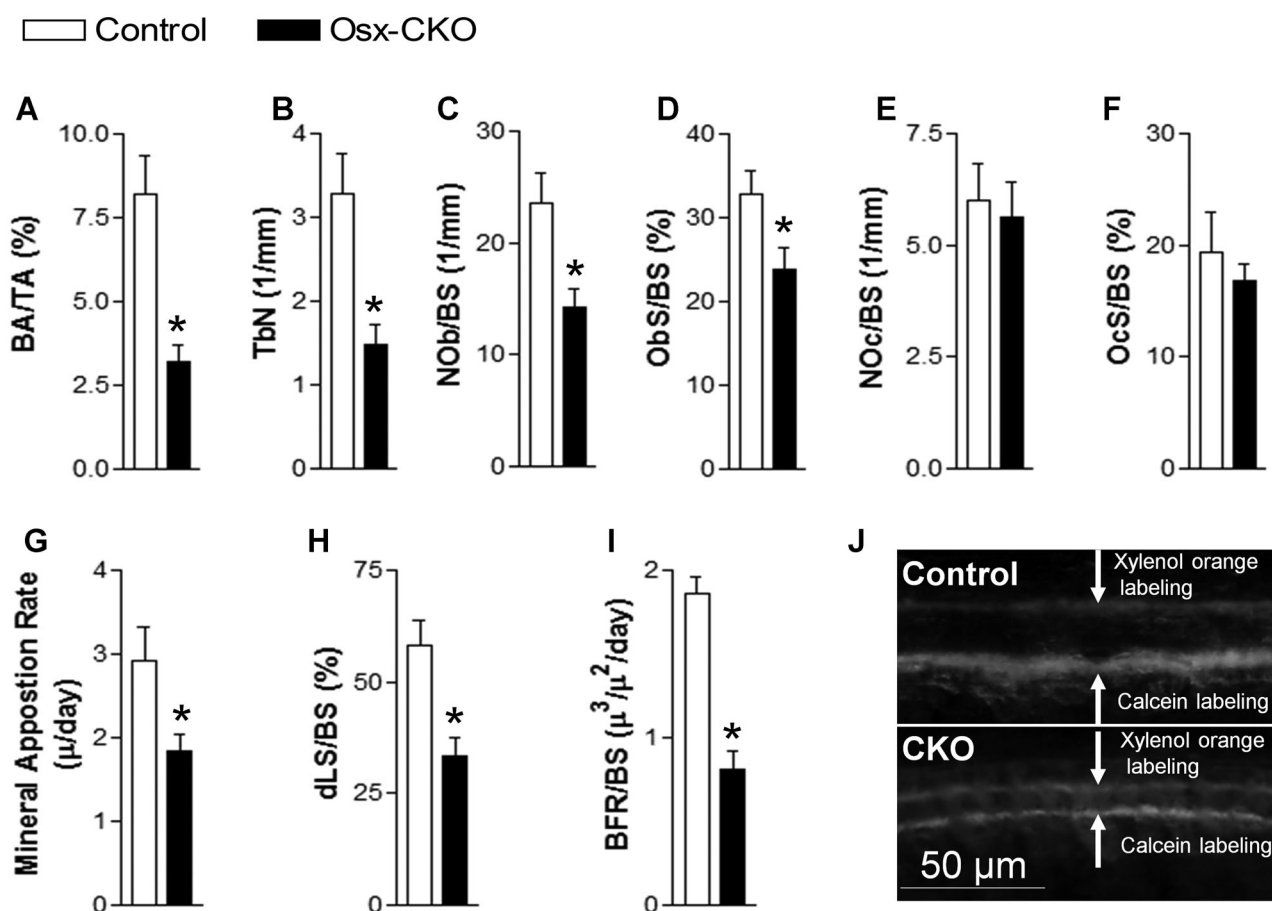 Control Osx-CKO
A B C D E F
BA/TA (%)
10.0
7.5
5.0
2.5
0.0
*
TbN (1/mm)
4
3
2
1
0
*
NOb/BS (1/mm)
30
20
10
0
*
ObS/BS (%)
40
30
20
10
0
*
NOc/BS (1/mm)
7.5
5.0
2.5
0.0
OcS/BS (%)
30
20
10
0
G H I J
Mineral Appostion Rate
(µ/day)
4
3
2
1
0
*
dLS/BS (%)
75
50
25
0
*
BFR/BS (µ³/µ²/day)
2
1
0
*
Control
Xylenol orange
labeling
Calcein labeling
CKO
Xylenol orange
labeling
Calcein labeling
50 µm